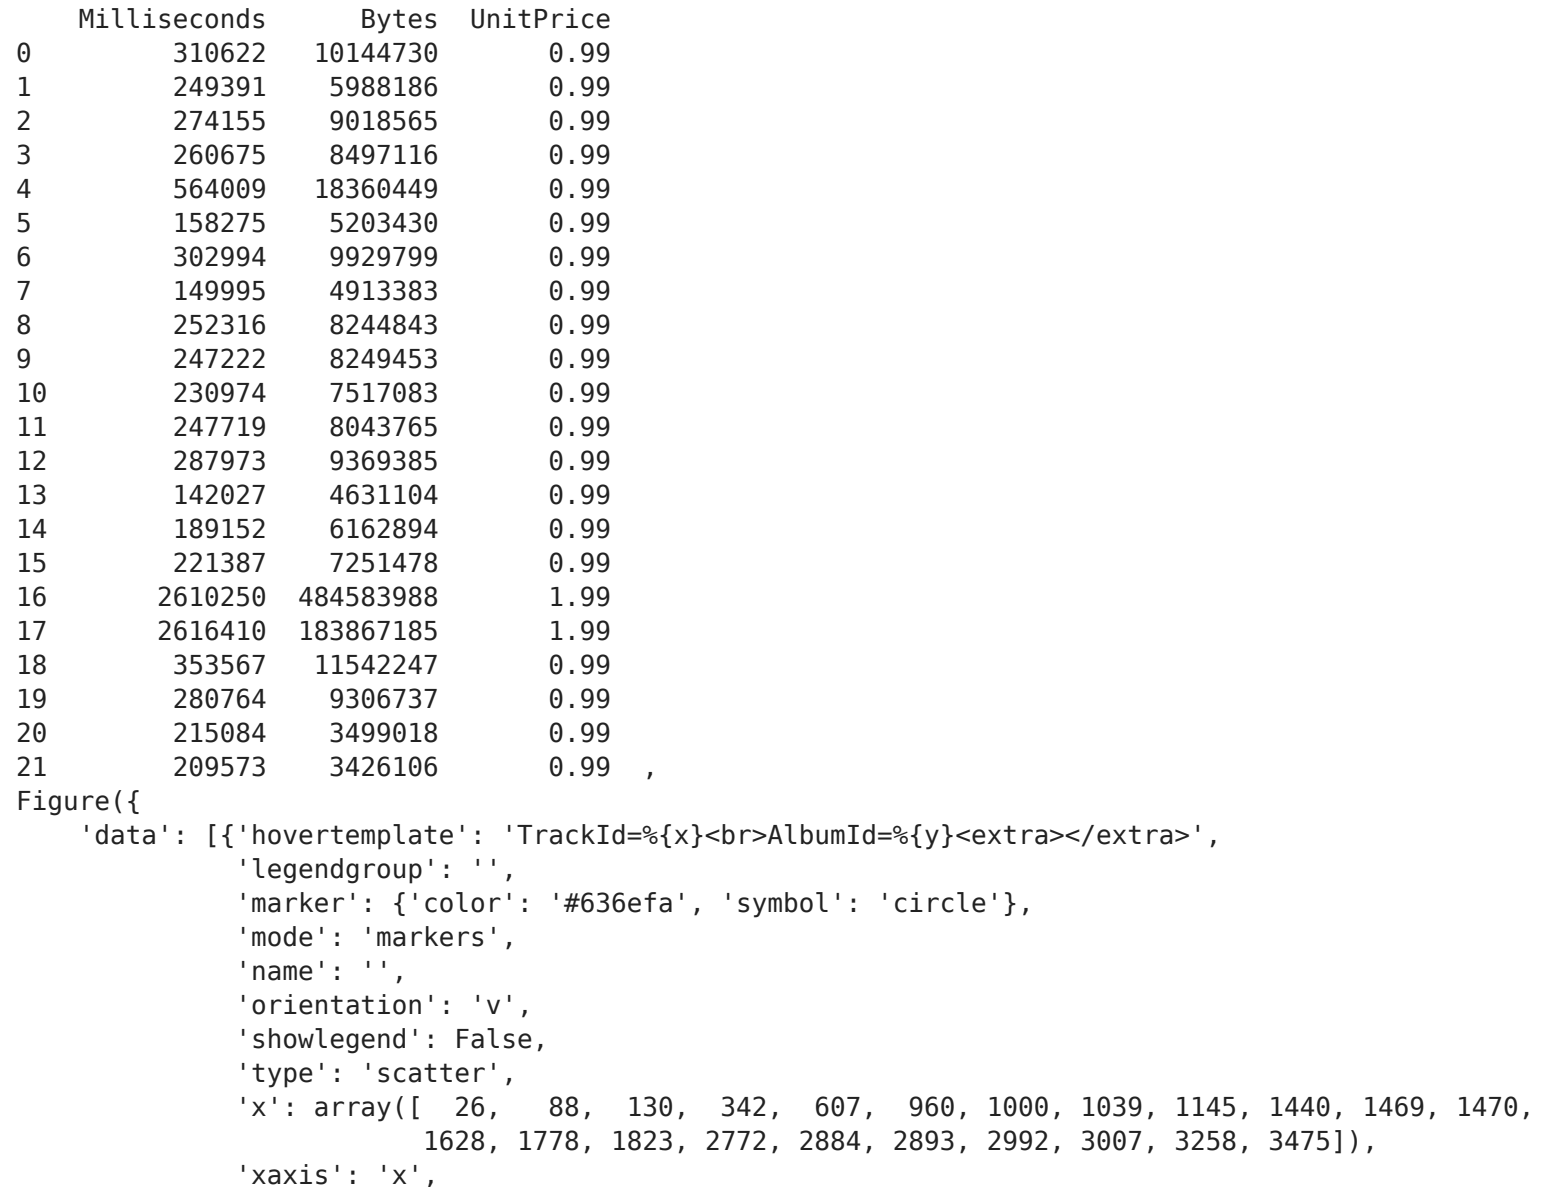 Milliseconds      Bytes  UnitPrice
0         310622   10144730       0.99
1         249391    5988186       0.99
2         274155    9018565       0.99
3         260675    8497116       0.99
4         564009   18360449       0.99
5         158275    5203430       0.99
6         302994    9929799       0.99
7         149995    4913383       0.99
8         252316    8244843       0.99
9         247222    8249453       0.99
10        230974    7517083       0.99
11        247719    8043765       0.99
12        287973    9369385       0.99
13        142027    4631104       0.99
14        189152    6162894       0.99
15        221387    7251478       0.99
16       2610250  484583988       1.99
17       2616410  183867185       1.99
18        353567   11542247       0.99
19        280764    9306737       0.99
20        215084    3499018       0.99
21        209573    3426106       0.99  ,
Figure({
    'data': [{'hovertemplate': 'TrackId=%{x}<br>AlbumId=%{y}<extra></extra>',
              'legendgroup': '',
              'marker': {'color': '#636efa', 'symbol': 'circle'},
              'mode': 'markers',
              'name': '',
              'orientation': 'v',
              'showlegend': False,
              'type': 'scatter',
              'x': array([  26,   88,  130,  342,  607,  960, 1000, 1039, 1145, 1440, 1469, 1470,
                          1628, 1778, 1823, 2772, 2884, 2893, 2992, 3007, 3258, 3475]),
              'xaxis': 'x',